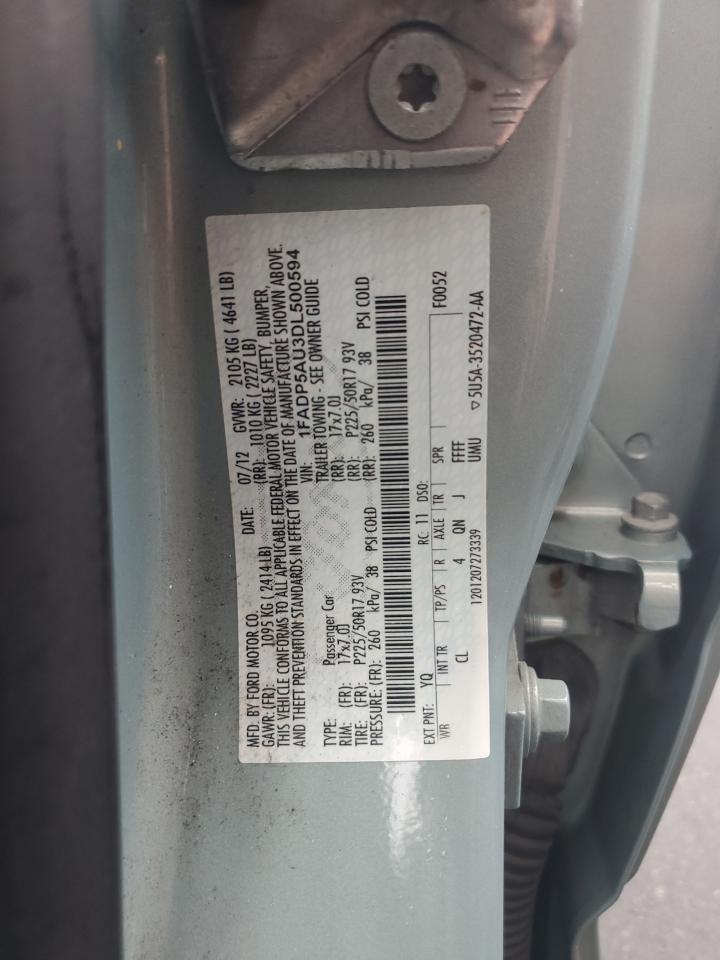 MFD. BY FORD MOTOR CO. DATE: 07/12 GVWR: 2105 KG ( 4641 LB)
GAWR: (FR): 1095 KG ( 2414 LB) (RR): 1010 KG ( 2227 LB)
THIS VEHICLE CONFORMS TO ALL APPLICABLE FEDERAL MOTOR VEHICLE SAFETY, BUMPER,
AND THEFT PREVENTION STANDARDS IN EFFECT ON THE DATE OF MANUFACTURE SHOWN ABOVE.
VIN: 1FADP5AU3DL500594
TYPE: Passenger Car TRAILER TOWING - SEE OWNER GUIDE
RIM: (FR): 17x7.0J (RR): 17x7.0J
TIRE: (FR): P225/50R17 93V (RR): P225/50R17 93V
PRESSURE: (FR): 260 kPa/ 38 PSI COLD (RR): 260 kPa/ 38 PSI COLD
EXT PNT: YQ RC: 11 DSO: F0052
WB INT TR TP/PS R AXLE TR SPR
CL 4 QN J FFFF
1201207273339 UMU ▽5U5A-3520472-AA